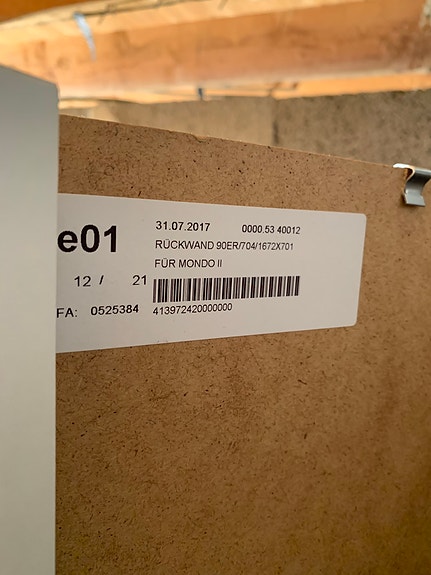 e01
31.07.2017 0000.53 40012
RÜCKWAND 90ER/704/1672X701
FÜR MONDO II
12 / 21
FA: 0525384 413972420000000